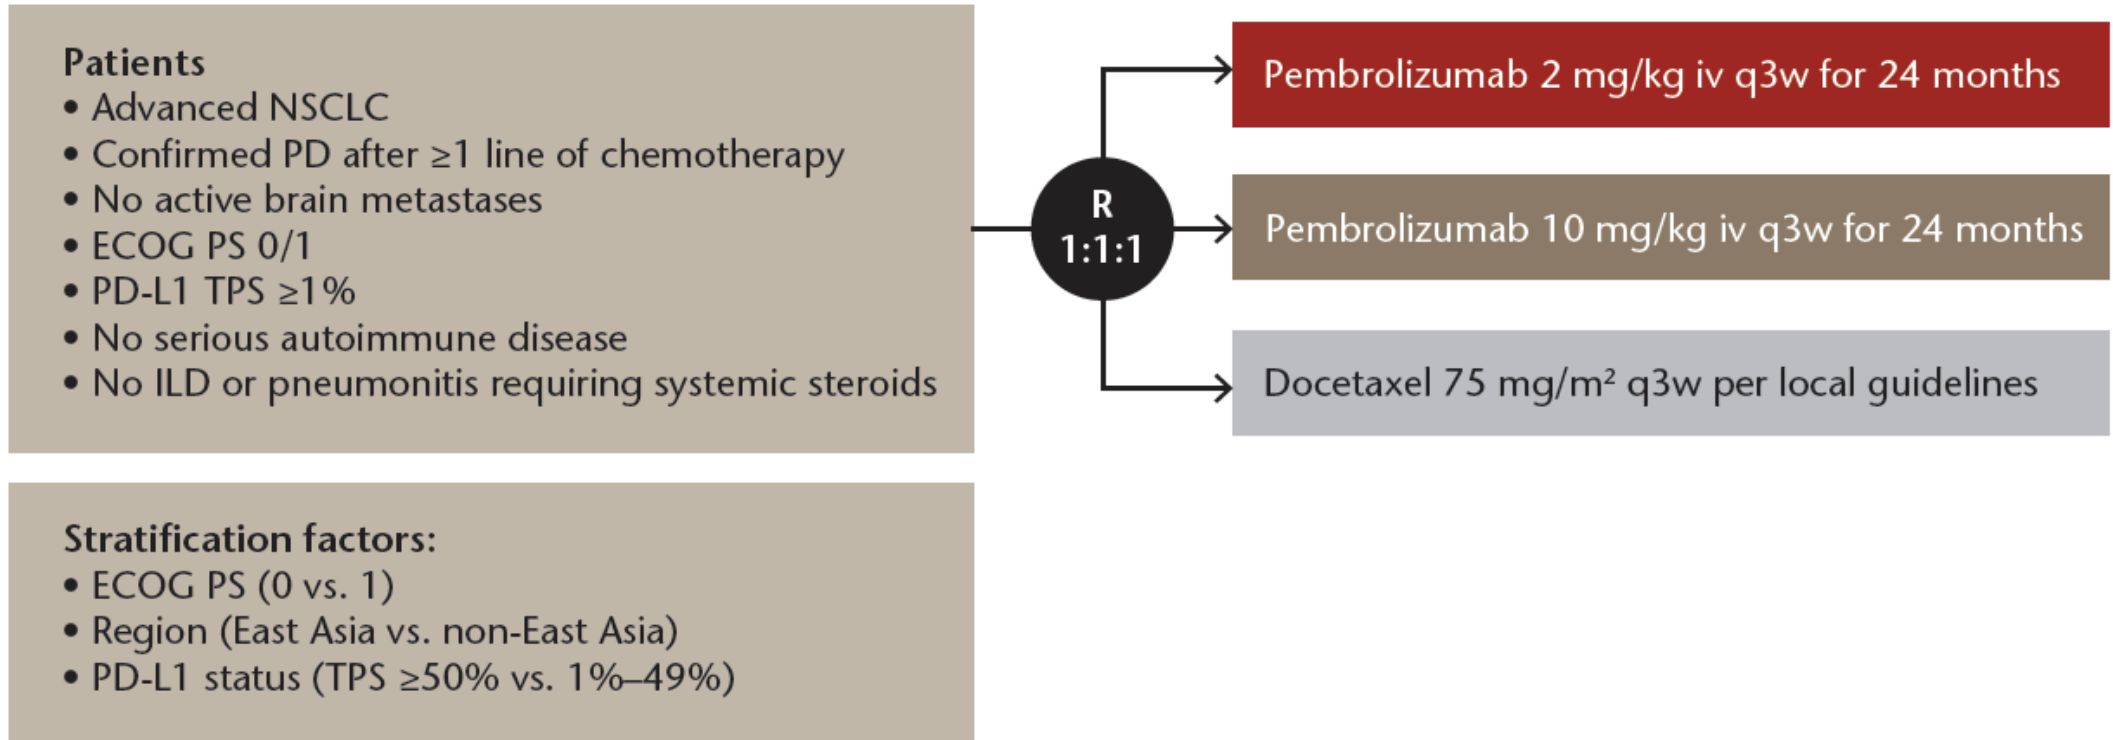 Patients
• Advanced NSCLC
• Confirmed PD after ≥1 line of chemotherapy
• No active brain metastases
• ECOG PS 0/1
• PD-L1 TPS ≥1%
• No serious autoimmune disease
• No ILD or pneumonitis requiring systemic steroids
Stratification factors:
• ECOG PS (0 vs. 1)
• Region (East Asia vs. non-East Asia)
• PD-L1 status (TPS ≥50% vs. 1%–49%)
R
1:1:1
Pembrolizumab 2 mg/kg iv q3w for 24 months
Pembrolizumab 10 mg/kg iv q3w for 24 months
Docetaxel 75 mg/m² q3w per local guidelines